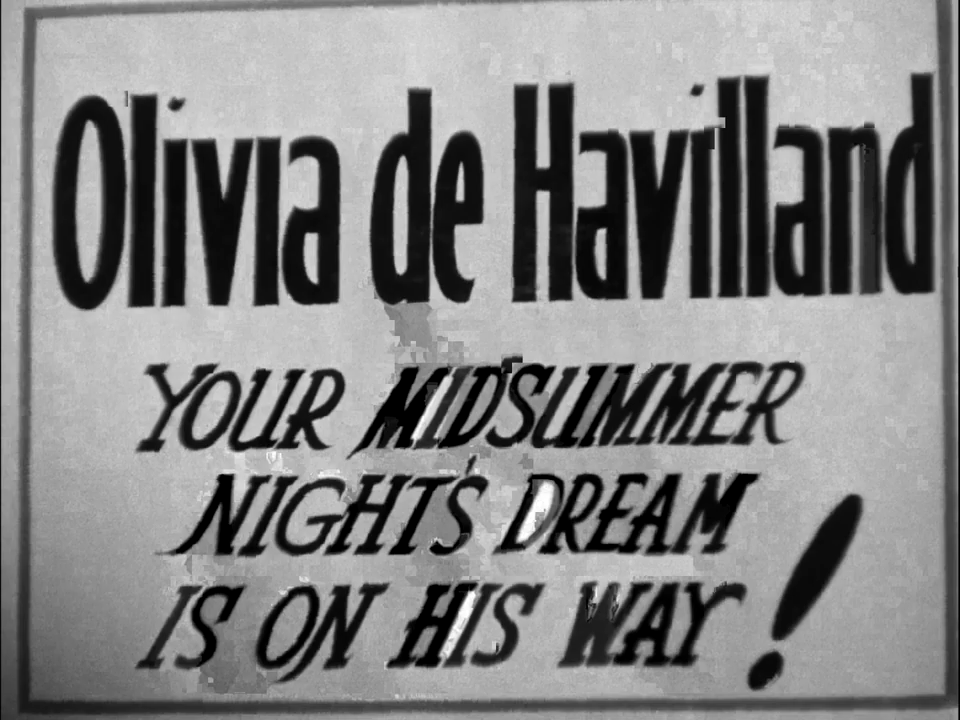 Olivia de Havilland
YOUR MIDSUMMER
NIGHT'S DREAM
IS ON HIS WAY!